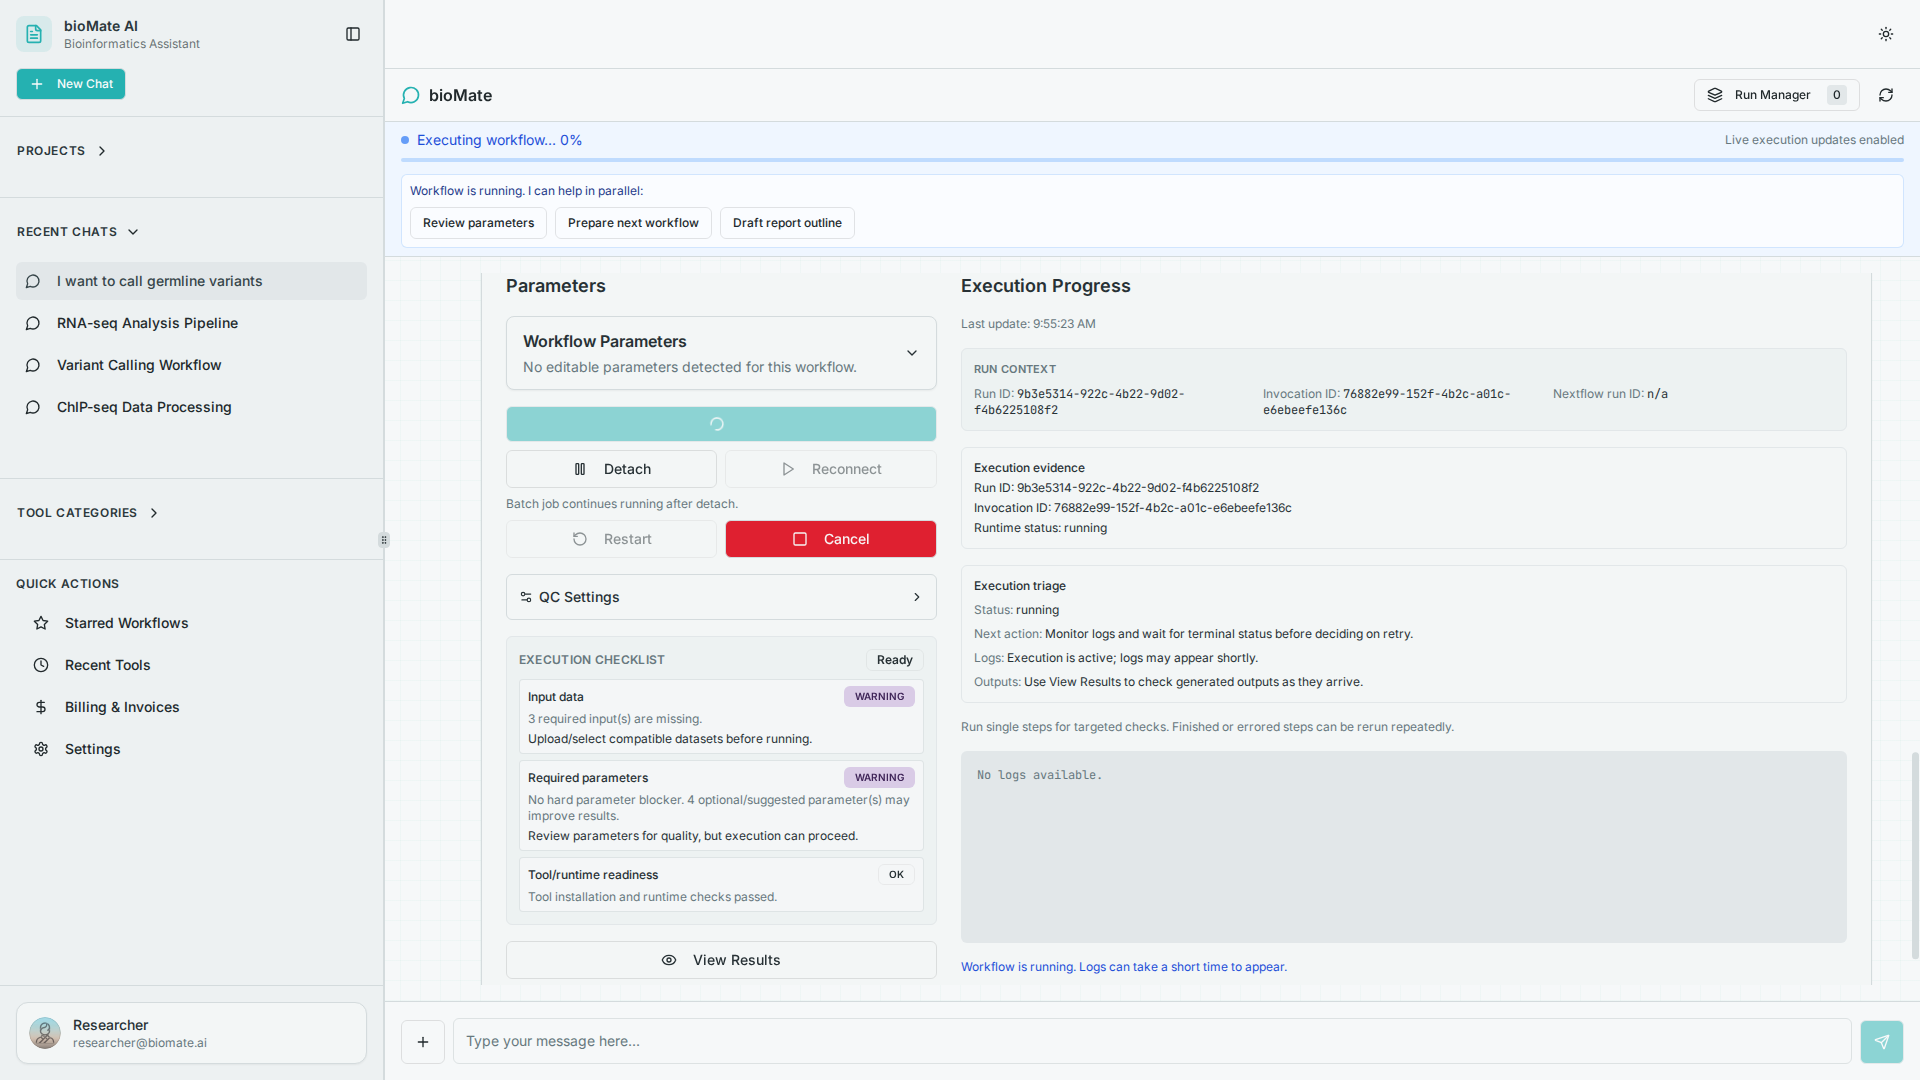 bioMate AI
Bioinformatics Assistant
New Chat
PROJECTS
RECENT CHATS
I want to call germline variants
RNA-seq Analysis Pipeline
Variant Calling Workflow
ChIP-seq Data Processing
TOOL CATEGORIES
QUICK ACTIONS
Starred Workflows
Recent Tools
Billing & Invoices
Settings
Researcher
researcher@biomate.ai
bioMate
Run Manager 0
Executing workflow... 0%
Live execution updates enabled
Workflow is running. I can help in parallel:
Review parameters
Prepare next workflow
Draft report outline
Parameters
Workflow Parameters
No editable parameters detected for this workflow.
Detach
Reconnect
Batch job continues running after detach.
Restart
Cancel
QC Settings
EXECUTION CHECKLIST
Ready
Input data
WARNING
3 required input(s) are missing.
Upload/select compatible datasets before running.
Required parameters
WARNING
No hard parameter blocker. 4 optional/suggested parameter(s) may
improve results.
Review parameters for quality, but execution can proceed.
Tool/runtime readiness
OK
Tool installation and runtime checks passed.
View Results
Execution Progress
Last update: 9:55:23 AM
RUN CONTEXT
Run ID: 9b3e5314-922c-4b22-9d02-
f4b6225108f2
Invocation ID: 76882e99-152f-4b2c-a01c-
e6ebeefe136c
Nextflow run ID: n/a
Execution evidence
Run ID: 9b3e5314-922c-4b22-9d02-f4b6225108f2
Invocation ID: 76882e99-152f-4b2c-a01c-e6ebeefe136c
Runtime status: running
Execution triage
Status: running
Next action: Monitor logs and wait for terminal status before deciding on retry.
Logs: Execution is active; logs may appear shortly.
Outputs: Use View Results to check generated outputs as they arrive.
Run single steps for targeted checks. Finished or errored steps can be rerun repeatedly.
No logs available.
Workflow is running. Logs can take a short time to appear.
Type your message here...